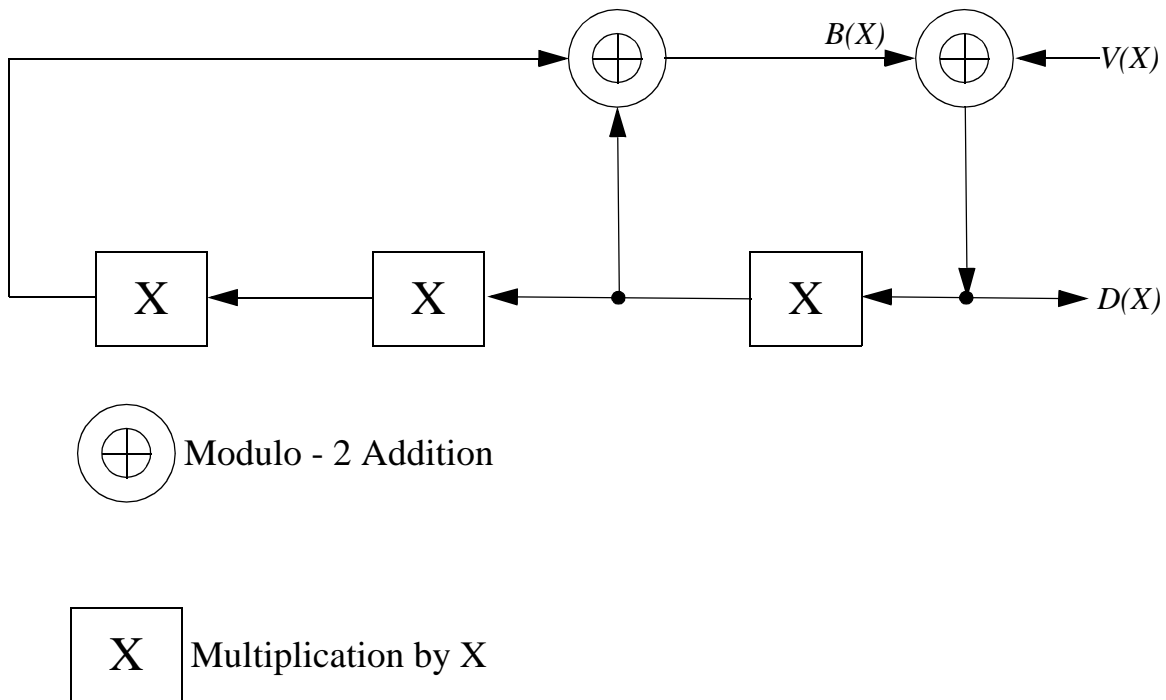 B(X)
V(X)
X
X
X
D(X)
Modulo - 2 Addition
X
Multiplication by X